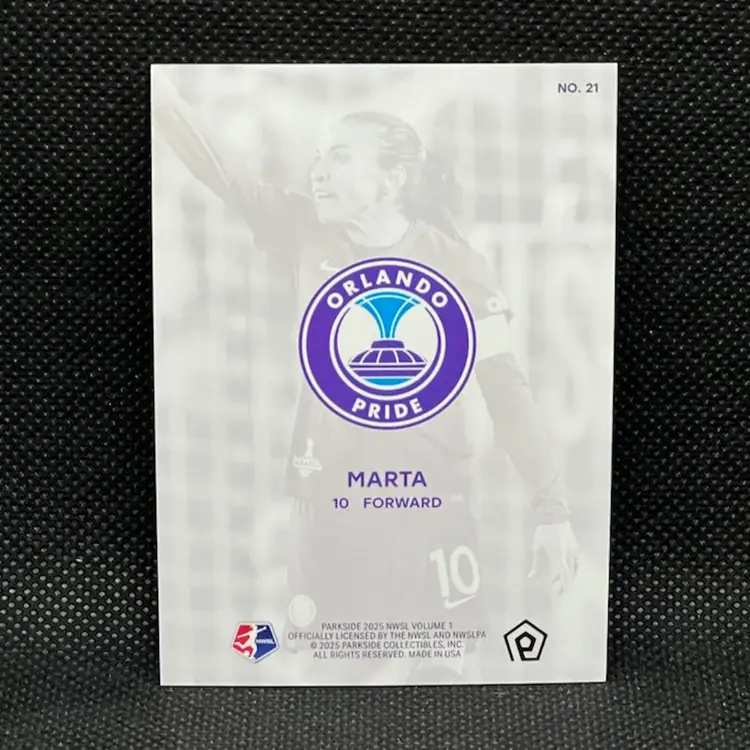 NO. 21
ORLANDO
PRIDE
MARTA
10 FORWARD
10
NWSL
PARKSIDE 2025 NWSL VOLUME 1
OFFICIALLY LICENSED BY THE NWSL AND NWSLPA
© 2025 PARKSIDE COLLECTIBLES, INC.
ALL RIGHTS RESERVED. MADE IN USA